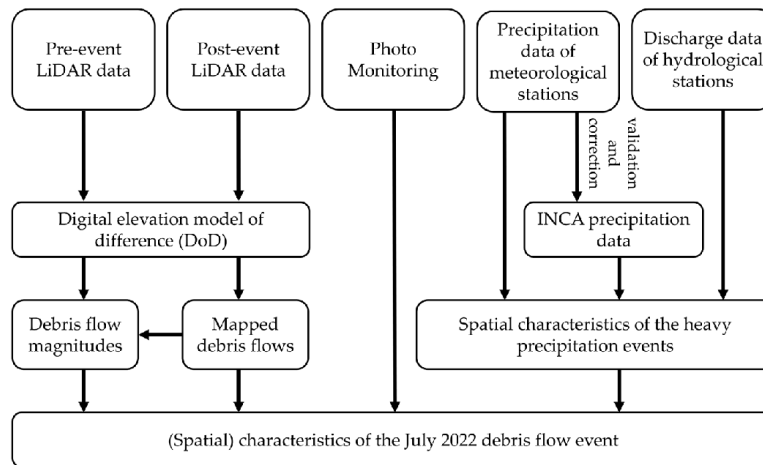 Pre-event
LiDAR data
Post-event
LiDAR data
Photo
Monitoring
Precipitation
data of
meteorological
stations
Discharge data
of hydrological
stations
validation
and
correction
Digital elevation model of
difference (DoD)
INCA precipitation
data
Debris flow
magnitudes
Mapped
debris flows
Spatial characteristics of the heavy
precipitation events
(Spatial) characteristics of the July 2022 debris flow event